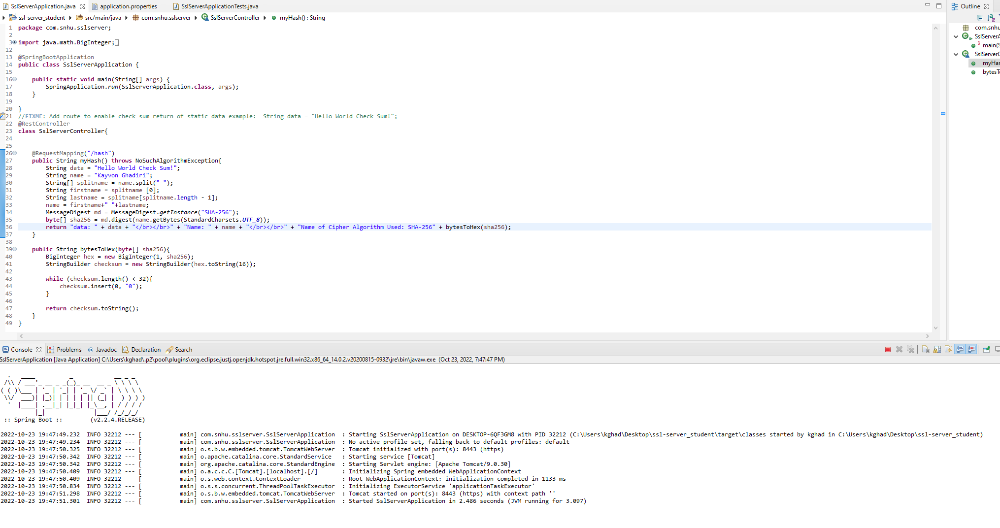 SslServerApplication.java application.properties SslServerApplicationTests.java Outline
ssl-server_student src/main/java com.snhu.sslserver SslServerController myHash() : String
com.snhu
SslServerA
main(S
SslServerC
myHas
bytesT
1 package com.snhu.sslserver;
2
3 import java.math.BigInteger;
12
13 @SpringBootApplication
14 public class SslServerApplication {
15
16 public static void main(String[] args) {
17 SpringApplication.run(SslServerApplication.class, args);
18 }
19
20 }
21 //FIXME: Add route to enable check sum return of static data example:  String data = "Hello World Check Sum!";
22 @RestController
23 class SslServerController{
24
25
26 @RequestMapping("/hash")
27 public String myHash() throws NoSuchAlgorithmException{
28 String data = "Hello World Check Sum!";
29 String name = "Kayvon Ghadiri";
30 String[] splitname = name.split(" ");
31 String firstname = splitname [0];
32 String lastname = splitname[splitname.length - 1];
33 name = firstname+" "+lastname;
34 MessageDigest md = MessageDigest.getInstance("SHA-256");
35 byte[] sha256 = md.digest(name.getBytes(StandardCharsets.UTF_8));
36 return "data: " + data + "</br></br>" + "Name: " + name + "</br></br>" + "Name of Cipher Algorithm Used: SHA-256" + bytesToHex(sha256);
37 }
38
39 public String bytesToHex(byte[] sha256){
40 BigInteger hex = new BigInteger(1, sha256);
41 StringBuilder checksum = new StringBuilder(hex.toString(16));
42
43 while (checksum.length() < 32){
44 checksum.insert(0, "0");
45 }
46
47 return checksum.toString();
48 }
49 }
Console Problems @ Javadoc Declaration Search
SslServerApplication [Java Application] C:\Users\kghad\.p2\pool\plugins\org.eclipse.justj.openjdk.hotspot.jre.full.win32.x86_64_14.0.2.v20200815-0932\jre\bin\javaw.exe (Oct 23, 2022, 7:47:47 PM)
  .   ____          _            __ _ _
 /\\ / ___'_ __ _ _(_)_ __  __ _ \ \ \ \
( ( )\___ | '_ | '_| | '_ \/ _` | \ \ \ \
 \\/  ___)| |_)| | | | | || (_| |  ) ) ) )
  '  |____| .__|_| |_|_| |_\__, | / / / /
 =========|_|==============|___/=/_/_/_/
 :: Spring Boot ::        (v2.2.4.RELEASE)
2022-10-23 19:47:49.232  INFO 32212 --- [           main] com.snhu.sslserver.SslServerApplication  : Starting SslServerApplication on DESKTOP-6QF3GM8 with PID 32212 (C:\Users\kghad\Desktop\ssl-server_student\target\classes started by kghad in C:\Users\kghad\Desktop\ssl-server_student)
2022-10-23 19:47:49.234  INFO 32212 --- [           main] com.snhu.sslserver.SslServerApplication  : No active profile set, falling back to default profiles: default
2022-10-23 19:47:50.325  INFO 32212 --- [           main] o.s.b.w.embedded.tomcat.TomcatWebServer  : Tomcat initialized with port(s): 8443 (https)
2022-10-23 19:47:50.342  INFO 32212 --- [           main] o.apache.catalina.core.StandardService   : Starting service [Tomcat]
2022-10-23 19:47:50.342  INFO 32212 --- [           main] org.apache.catalina.core.StandardEngine  : Starting Servlet engine: [Apache Tomcat/9.0.30]
2022-10-23 19:47:50.409  INFO 32212 --- [           main] o.a.c.c.C.[Tomcat].[localhost].[/]       : Initializing Spring embedded WebApplicationContext
2022-10-23 19:47:50.409  INFO 32212 --- [           main] o.s.web.context.ContextLoader            : Root WebApplicationContext: initialization completed in 1133 ms
2022-10-23 19:47:50.834  INFO 32212 --- [           main] o.s.s.concurrent.ThreadPoolTaskExecutor  : Initializing ExecutorService 'applicationTaskExecutor'
2022-10-23 19:47:51.298  INFO 32212 --- [           main] o.s.b.w.embedded.tomcat.TomcatWebServer  : Tomcat started on port(s): 8443 (https) with context path ''
2022-10-23 19:47:51.301  INFO 32212 --- [           main] com.snhu.sslserver.SslServerApplication  : Started SslServerApplication in 2.486 seconds (JVM running for 3.097)